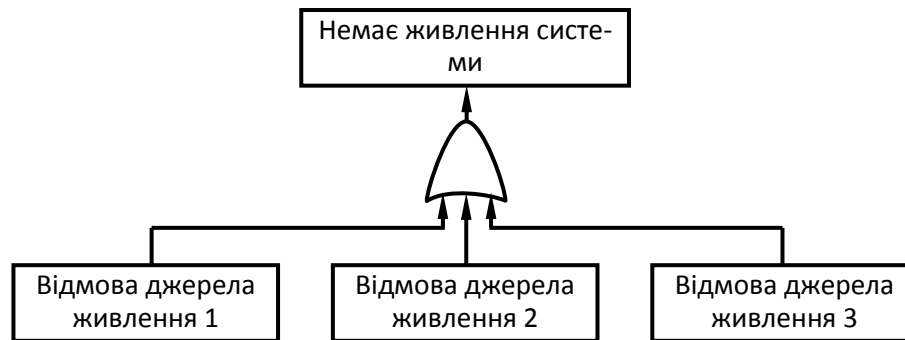 Немає живлення систе-
ми
Відмова джерела
живлення 1
Відмова джерела
живлення 2
Відмова джерела
живлення 3